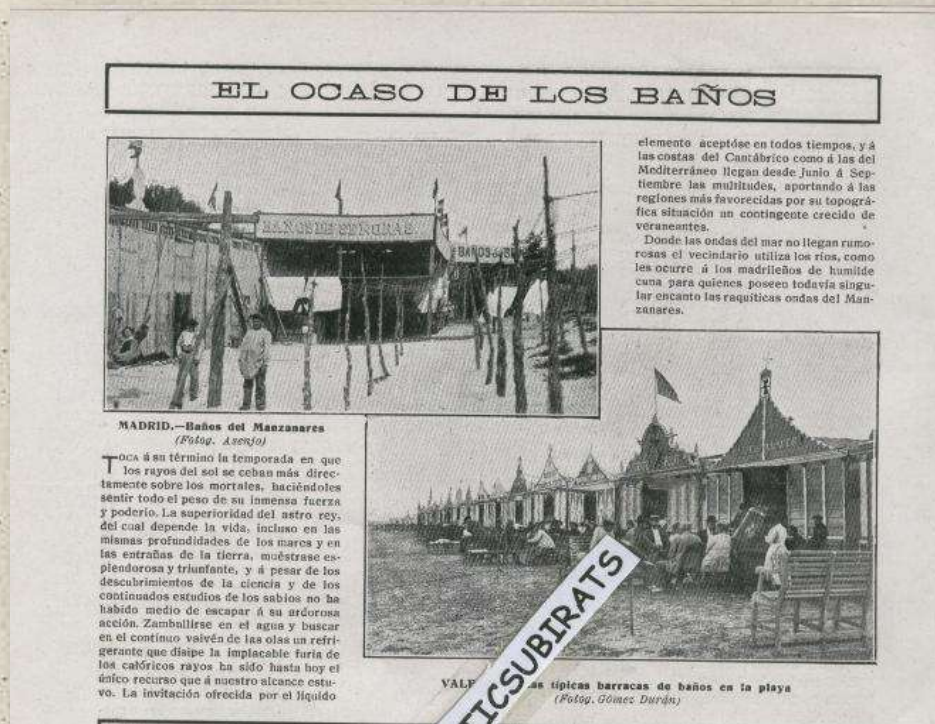 EL OCASO DE LOS BAÑOS
BAÑOS DE
BAÑOS
MADRID.—Baños del Manzanares
(Fotog. Asenjo)
TOCA á su término la temporada en que
los rayos del sol se ceban más direc-
tamente sobre los mortales, haciéndoles
sentir todo el peso de su inmensa fuerza
y poderío. La superioridad del astro rey,
del cual depende la vida, incluso en las
mismas profundidades de los mares y en
las entrañas de la tierra, muéstrase es-
plendorosa y triunfante, y á pesar de los
descubrimientos de la ciencia y de los
continuados estudios de los sabios no ha
habido medio de escapar á su ardorosa
acción. Zambullirse en el agua y buscar
en el continuo vaivén de las olas un refri-
gerante que disipe la implacable furia de
los calóricos rayos ha sido hasta hoy el
único recurso que á nuestro alcance estu-
vo. La invitación ofrecida por el líquido
elemento aceptóse en todos tiempos, y á
las costas del Cantábrico como á las del
Mediterráneo llegan desde Junio á Sep-
tiembre las multitudes, aportando á las
regiones más favorecidas por su topográ-
fica situación un contingente crecido de
veraneantes.
Donde las ondas del mar no llegan rumo-
rosas el vecindario utiliza los ríos, como
les ocurre á los madrileños de humilde
cuna para quienes poseen todavía singu-
lar encanto las raquíticas ondas del Man-
zanares.
VALE as típicas barracas de baños en la playa
(Fotog. Gómez Durán)
TICSUBIRATS